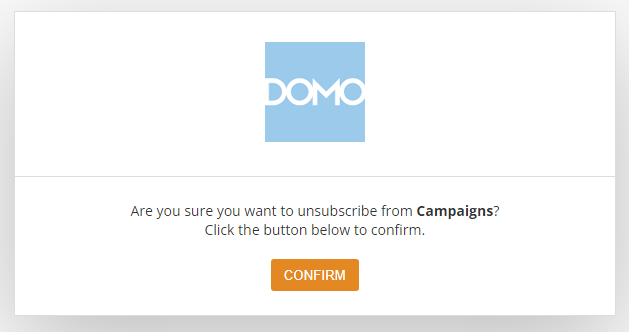 DOMO
Are you sure you want to unsubscribe from Campaigns?
Click the button below to confirm.
CONFIRM